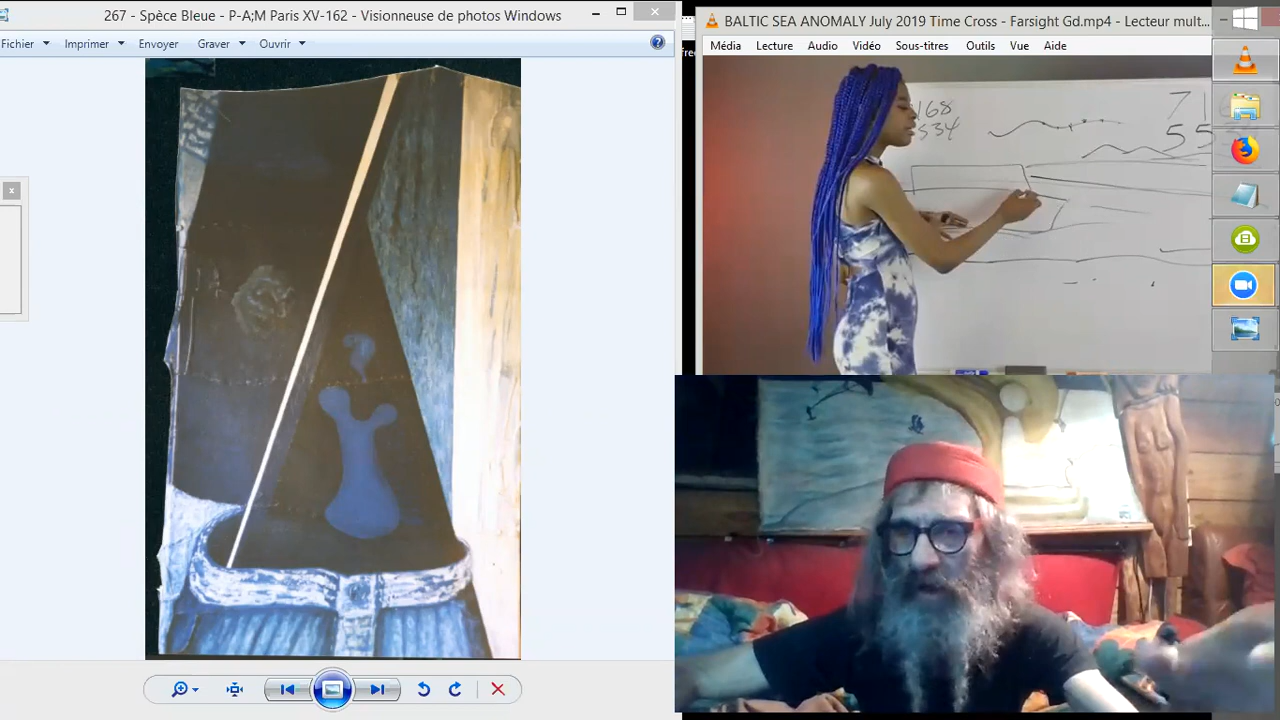 267 - Spèce Bleue - P-A;M Paris XV-162 - Visionneuse de photos Windows
Fichier Imprimer Envoyer Graver Ouvrir
BALTIC SEA ANOMALY July 2019 Time Cross - Farsight Gd.mp4 - Lecteur mult...
Média Lecture Audio Vidéo Sous-titres Outils Vue Aide
168
534
71
55